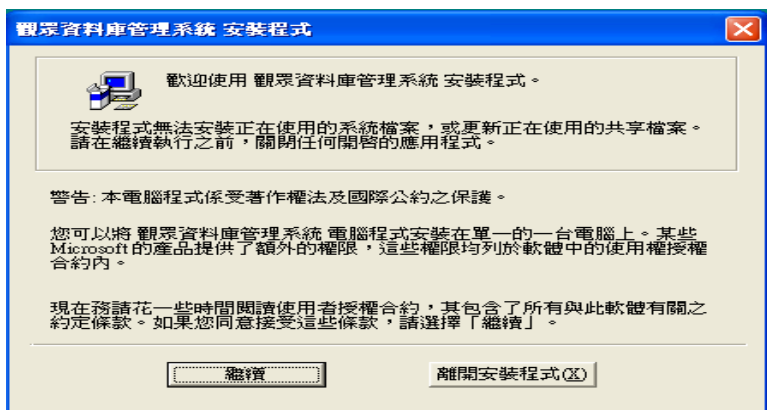 觀眾資料庫管理系統 安裝程式
歡迎使用 觀眾資料庫管理系統 安裝程式。
安裝程式無法安裝正在使用的系統檔案，或更新正在使用的共享檔案。
請在繼續執行之前，關閉任何開啓的應用程式。
警告: 本電腦程式係受著作權法及國際公約之保護。
您可以將 觀眾資料庫管理系統 電腦程式安裝在單一的一台電腦上。某些
Microsoft 的產品提供了額外的權限，這些權限均列於軟體中的使用權授權
合約內。
現在務請花一些時間閱讀使用者授權合約，其包含了所有與此軟體有關之
約定條款。如果您同意接受這些條款，請選擇「繼續」。
繼續
離開安裝程式(X)